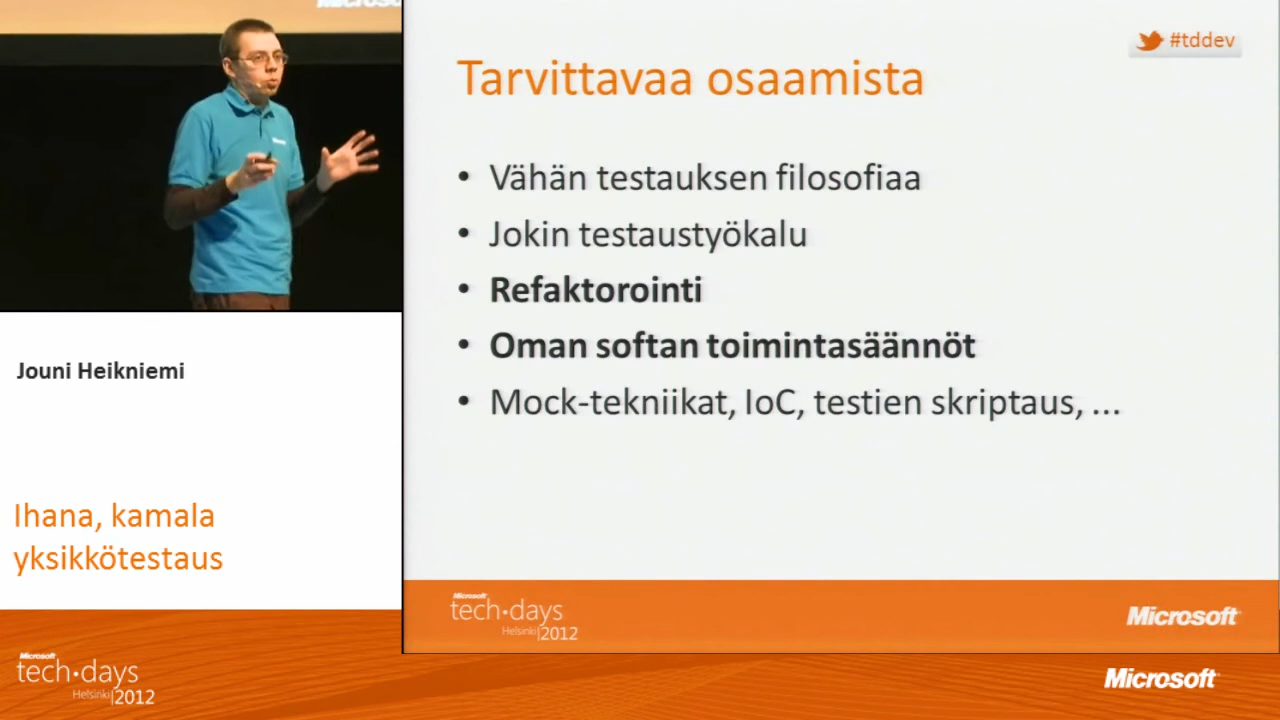 Microsoft
#tddev
Tarvittavaa osaamista
• Vähän testauksen filosofiaa
• Jokin testaustyökalu
• Refaktorointi
• Oman softan toimintasäännöt
• Mock-tekniikat, IoC, testien skriptaus, ...
Jouni Heikniemi
Ihana, kamala
yksikkötestaus
Microsoft
tech·days
Helsinki|2012
Microsoft
Microsoft
tech·days
Helsinki|2012
Microsoft